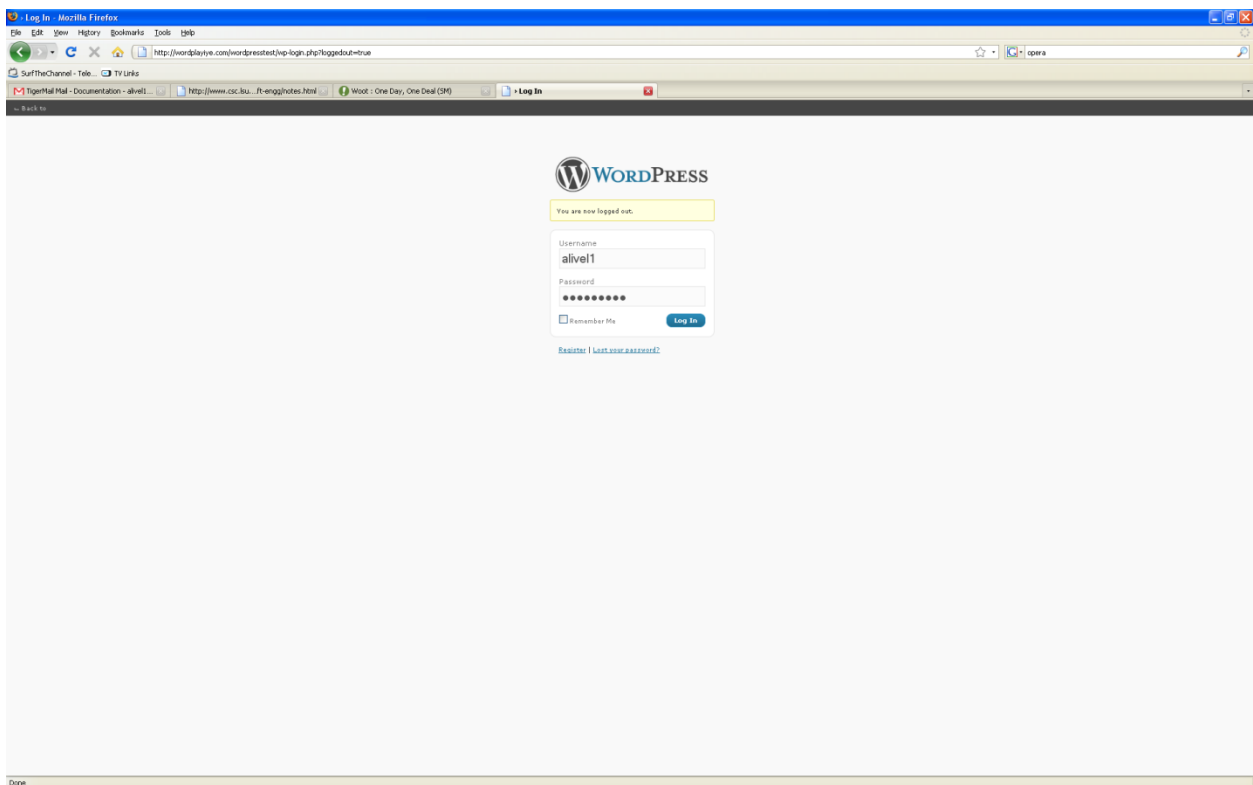 › Log In - Mozilla Firefox
File Edit View History Bookmarks Tools Help
http://wordplayiye.com/wordpresstest/wp-login.php?loggedout=true opera
SurfTheChannel - Tele... TV Links
TigerMail Mail - Documentation - alivel1... http://www.csc.lsu....ft-engg/notes.html Woot : One Day, One Deal (SM) › Log In
← Back to
WORDPRESS
You are now logged out.
Username
alivel1
Password
Remember Me Log In
Register | Lost your password?
Done